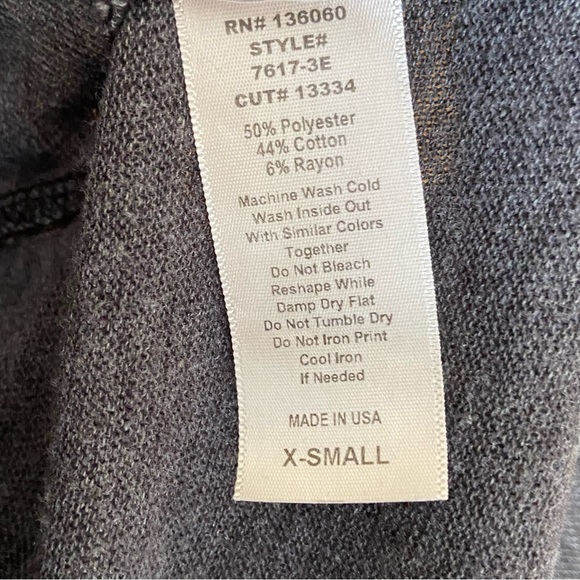 RN# 136060
STYLE#
7617-3E
CUT# 13334
50% Polyester
44% Cotton
6% Rayon
Machine Wash Cold
Wash Inside Out
With Similar Colors
Together
Do Not Bleach
Reshape While
Damp Dry Flat
Do Not Tumble Dry
Do Not Iron Print
Cool Iron
If Needed
MADE IN USA
X-SMALL